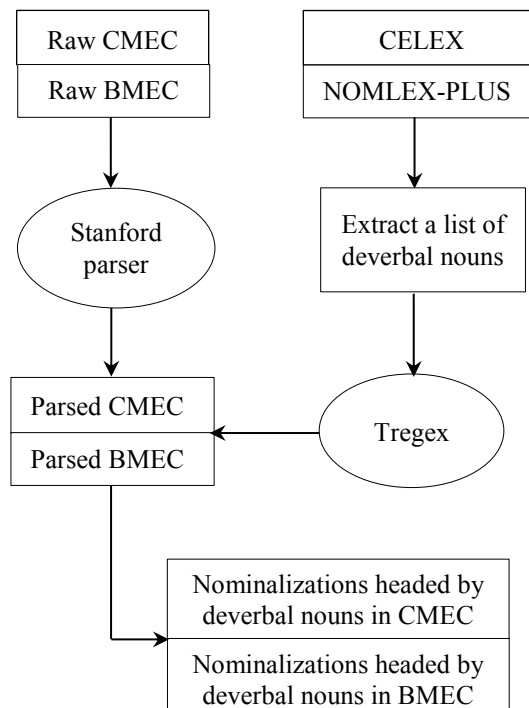 Raw CMEC
Raw BMEC
CELEX
NOMLEX-PLUS
Stanford
parser
Extract a list of
deverbal nouns
Parsed CMEC
Parsed BMEC
Tregex
Nominalizations headed by
deverbal nouns in CMEC
Nominalizations headed by
deverbal nouns in BMEC